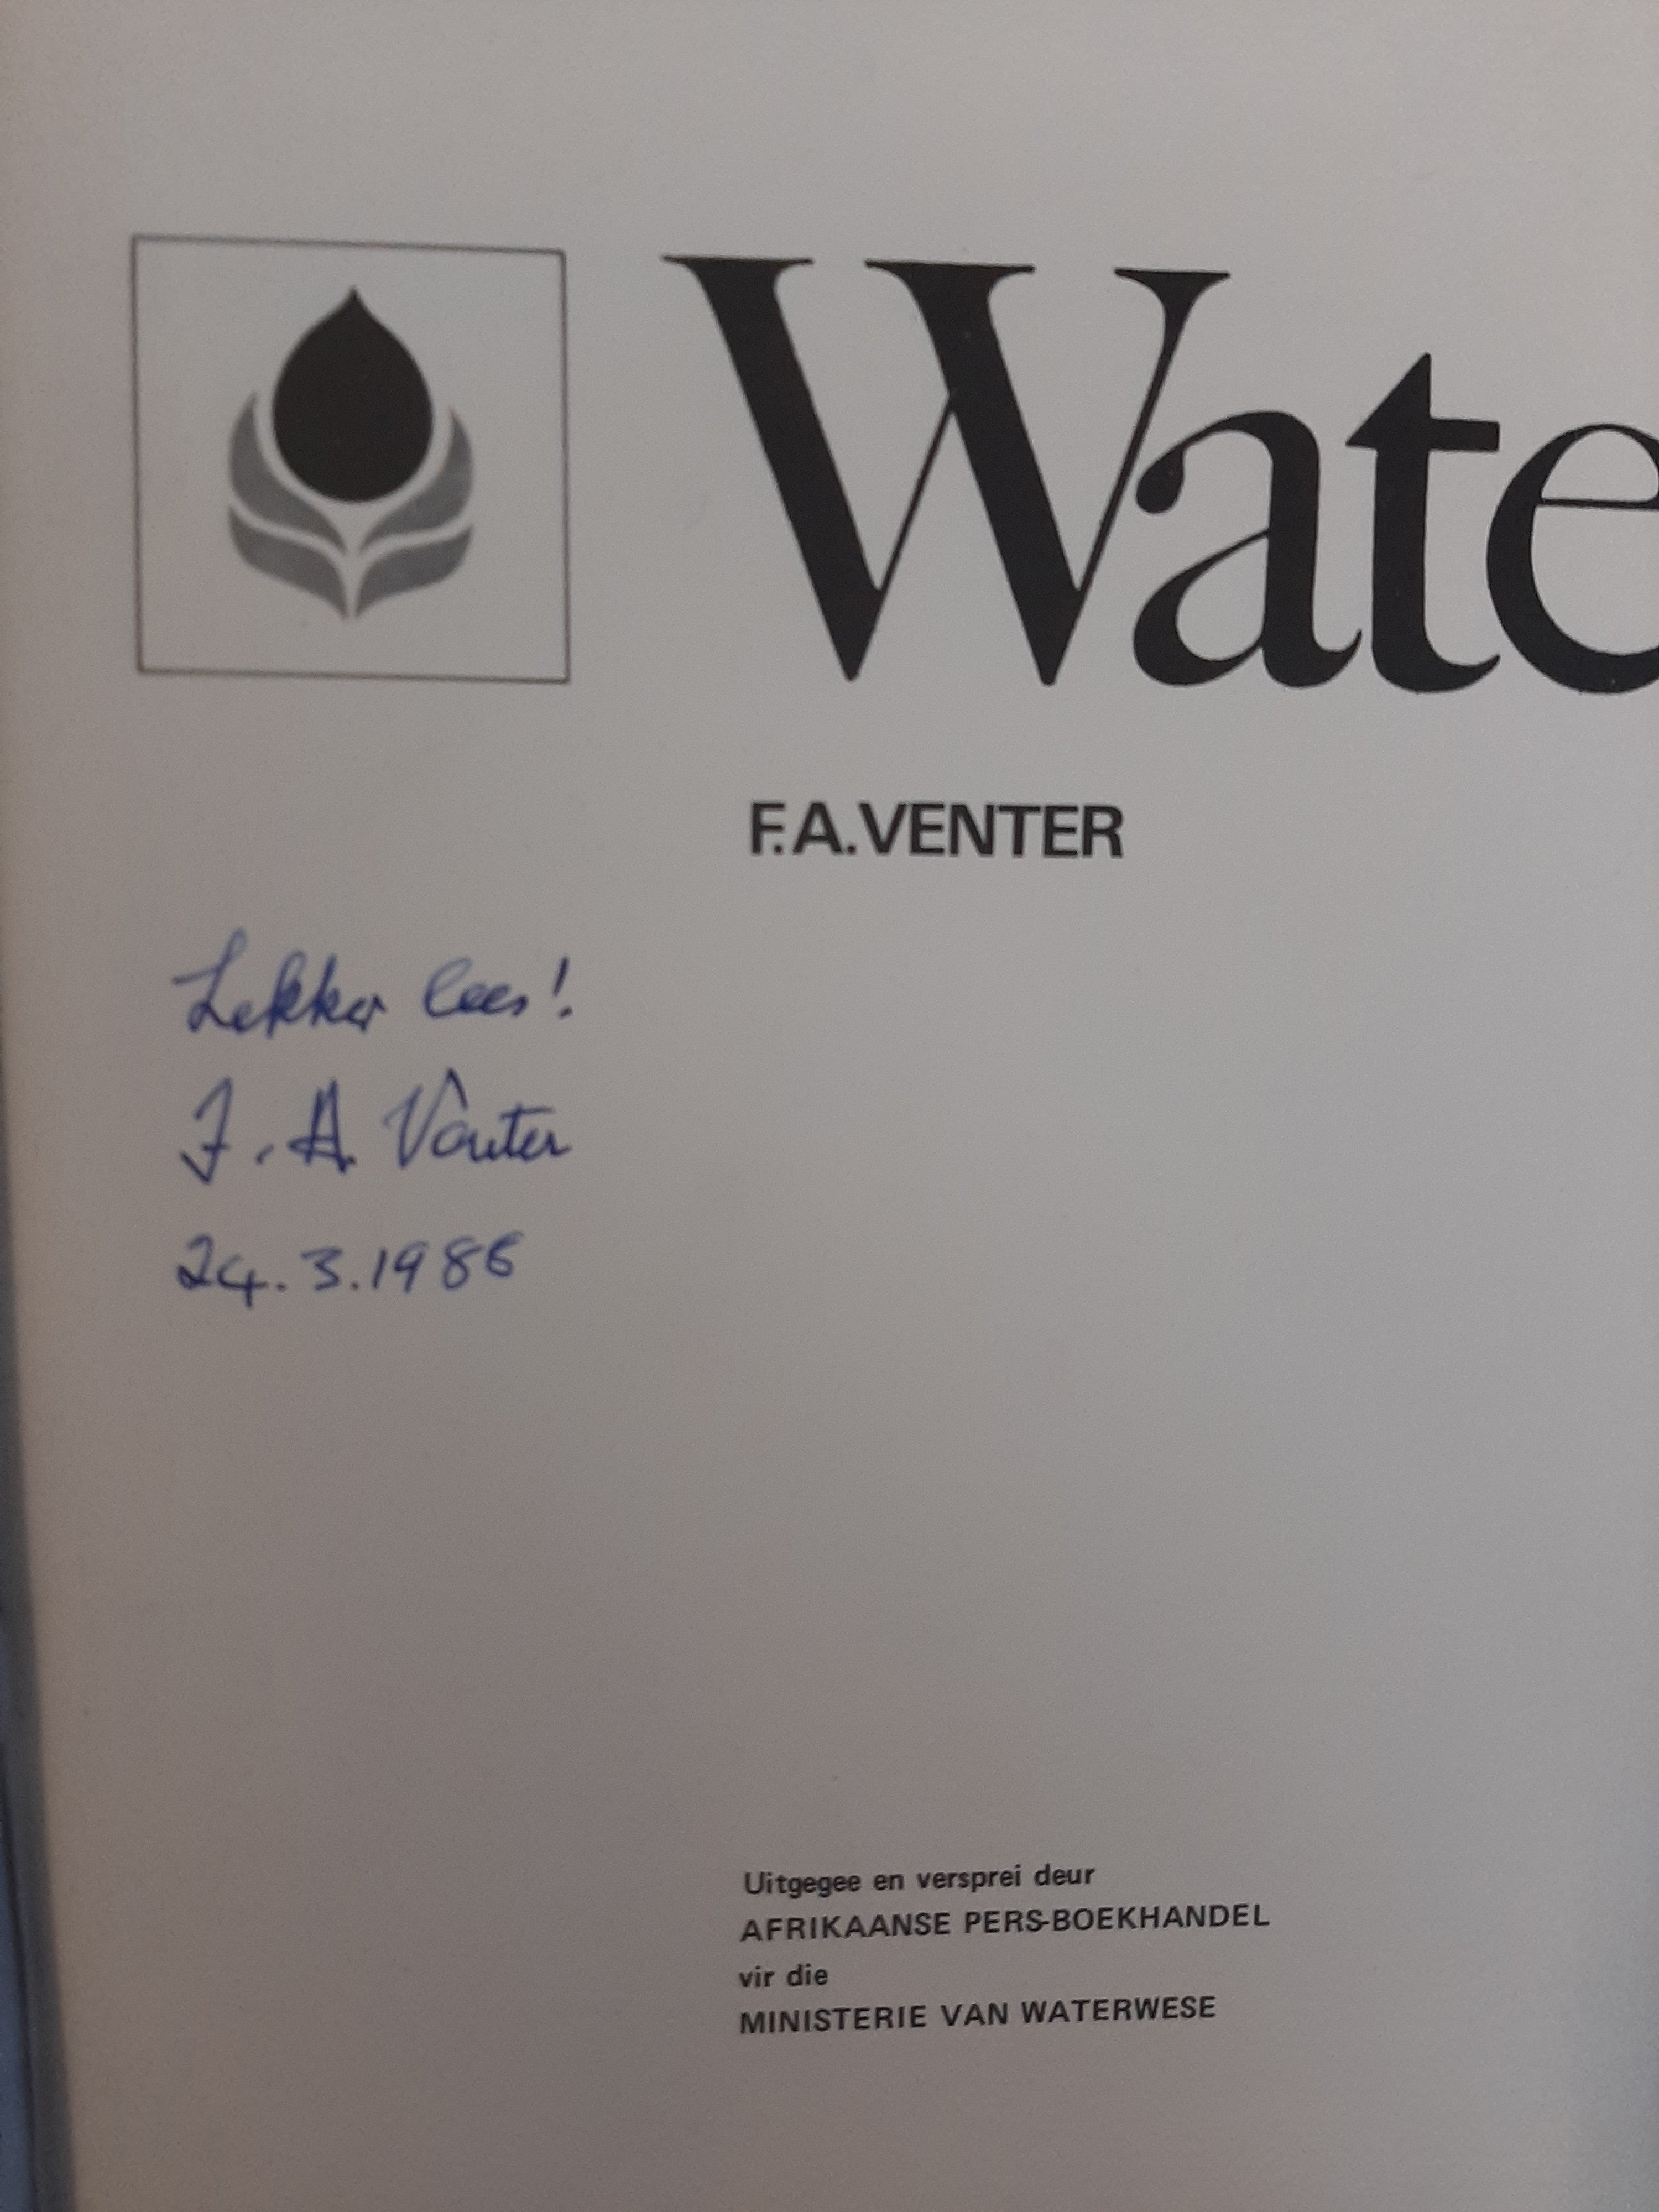 Wate
F.A. VENTER
Lekker lees!
F. A Venter
24.3.1986
Uitgegee en versprei deur
AFRIKAANSE PERS-BOEKHANDEL
vir die
MINISTERIE VAN WATERWESE